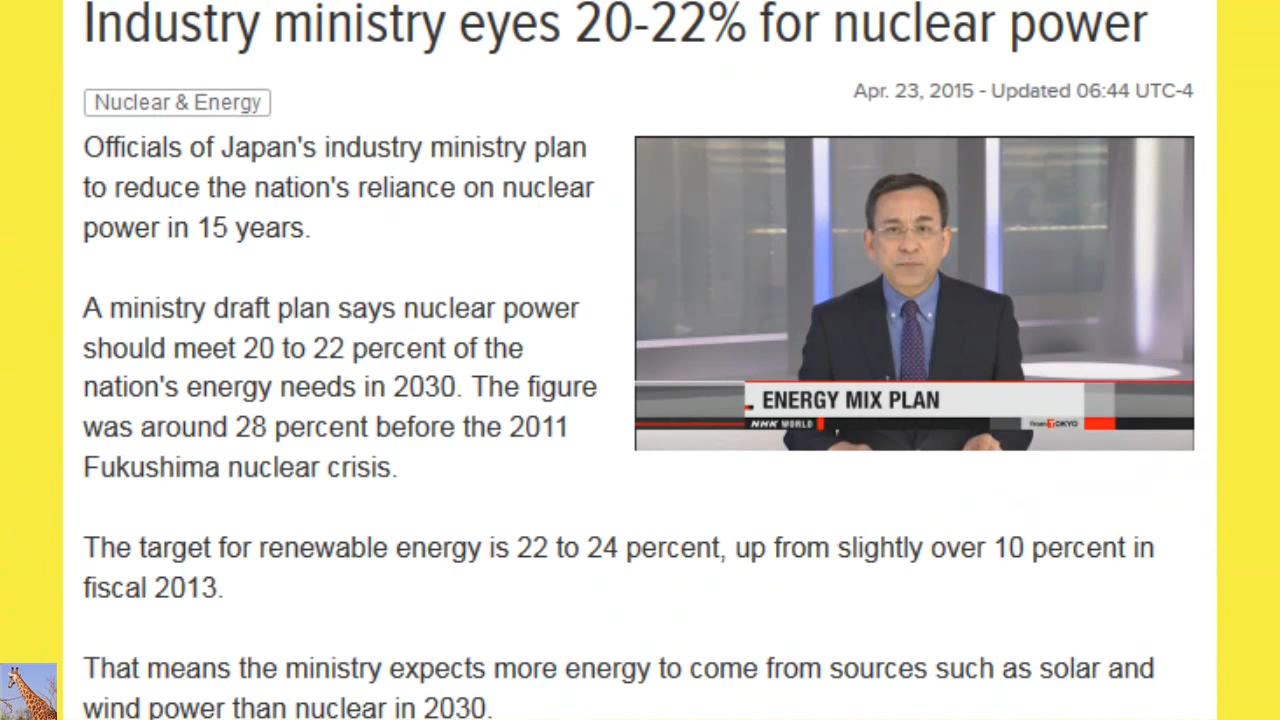 Industry ministry eyes 20-22% for nuclear power
Nuclear & Energy
Apr. 23, 2015 - Updated 06:44 UTC-4
Officials of Japan's industry ministry plan
to reduce the nation's reliance on nuclear
power in 15 years.
A ministry draft plan says nuclear power
should meet 20 to 22 percent of the
nation's energy needs in 2030. The figure
was around 28 percent before the 2011
Fukushima nuclear crisis.
ENERGY MIX PLAN
NHK WORLD
from TOKYO
The target for renewable energy is 22 to 24 percent, up from slightly over 10 percent in
fiscal 2013.
That means the ministry expects more energy to come from sources such as solar and
wind power than nuclear in 2030.